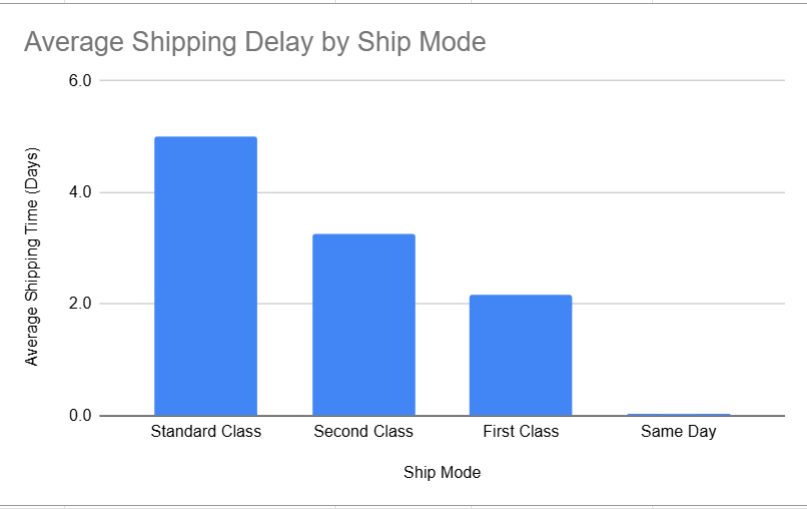 Average Shipping Delay by Ship Mode
6.0
4.0
2.0
0.0
Average Shipping Time (Days)
Standard Class
Second Class
First Class
Same Day
Ship Mode